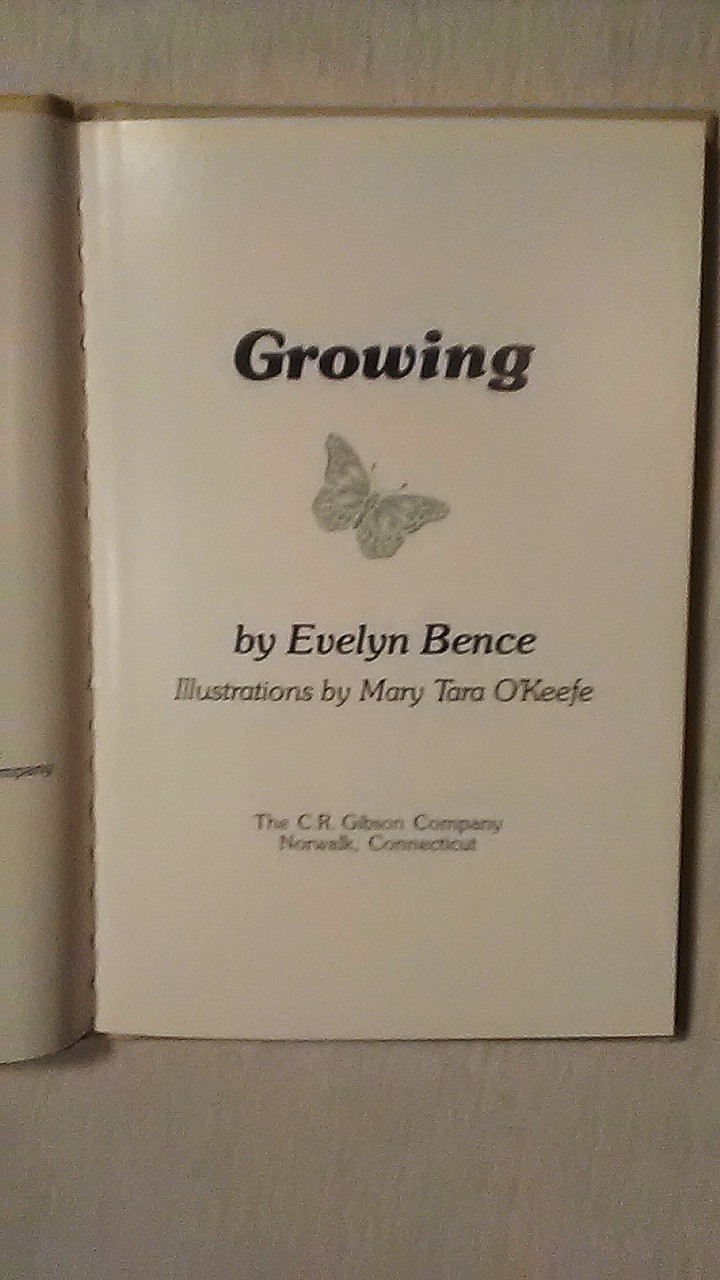 Growing
by Evelyn Bence
Illustrations by Mary Tara O'Keefe
The C.R. Gibson Company
Norwalk, Connecticut